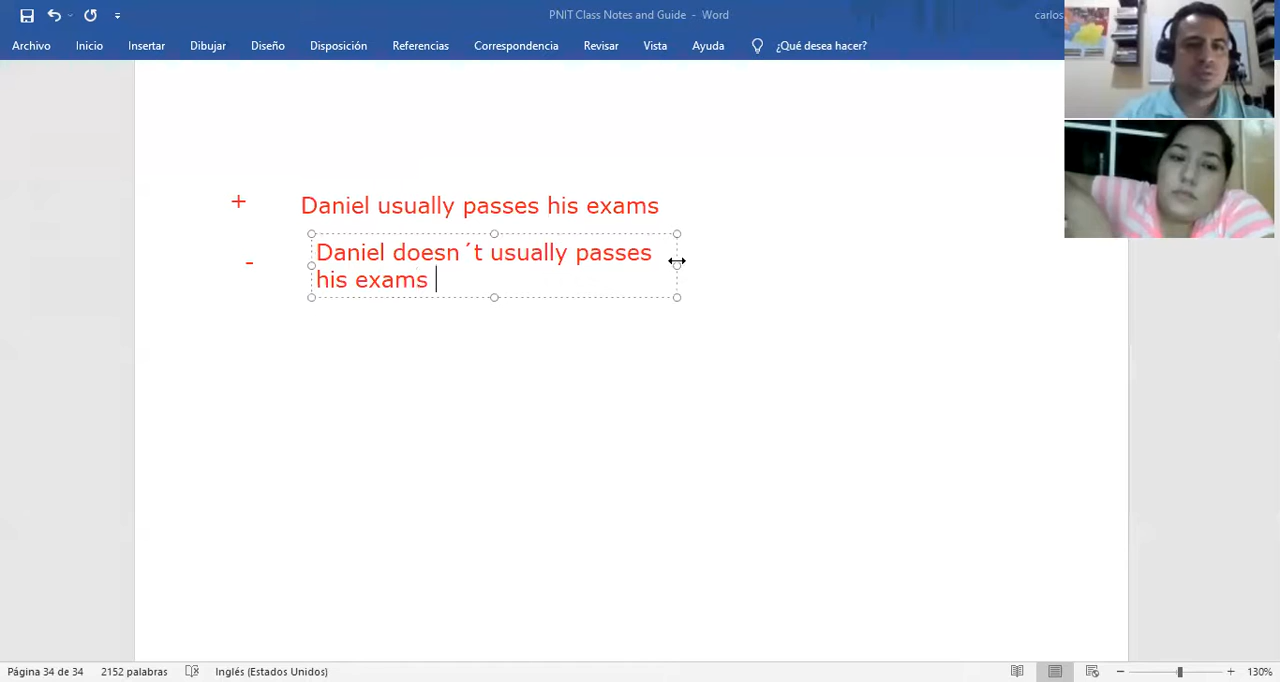 PNIT Class Notes and Guide - Word
carlos
Archivo Inicio Insertar Dibujar Diseño Disposición Referencias Correspondencia Revisar Vista Ayuda ¿Qué desea hacer?
+ Daniel usually passes his exams
- Daniel doesn´t usually passes
his exams
Página 34 de 34 2152 palabras Inglés (Estados Unidos) − + 130%